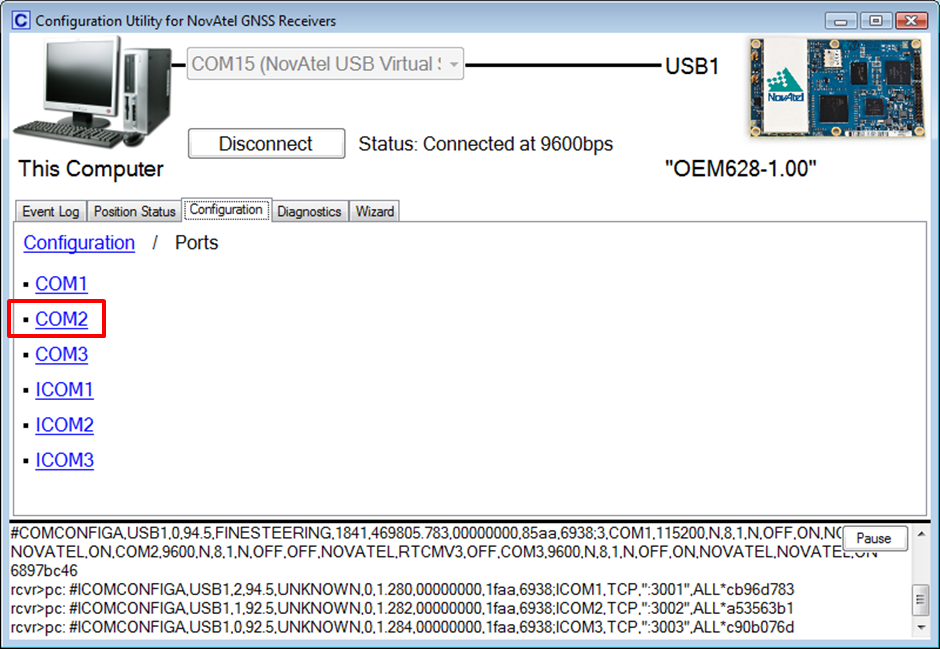 Configuration Utility for NovAtel GNSS Receivers
COM15 (NovAtel USB Virtual
USB1
NovAtel
Disconnect
Status: Connected at 9600bps
This Computer
"OEM628-1.00"
Event Log
Position Status
Configuration
Diagnostics
Wizard
Configuration / Ports
COM1
COM2
COM3
ICOM1
ICOM2
ICOM3
#COMCONFIGA,USB1,0,94.5,FINESTEERING,1841,469805.783,00000000,85aa,6938;3,COM1,115200,N,8,1,N,OFF,ON,
Pause
NOVATEL,ON,COM2,9600,N,8,1,N,OFF,OFF,NOVATEL,RTCMV3,OFF,COM3,9600,N,8,1,N,OFF,ON,NOVATEL,NOVATEL,ON
6897bc46
rcvr>pc: #ICOMCONFIGA,USB1,2,94.5,UNKNOWN,0,1.280,00000000,1faa,6938;ICOM1,TCP,":3001",ALL*cb96d783
rcvr>pc: #ICOMCONFIGA,USB1,1,92.5,UNKNOWN,0,1.282,00000000,1faa,6938;ICOM2,TCP,":3002",ALL*a53563b1
rcvr>pc: #ICOMCONFIGA,USB1,0,92.5,UNKNOWN,0,1.284,00000000,1faa,6938;ICOM3,TCP,":3003",ALL*c90b076d